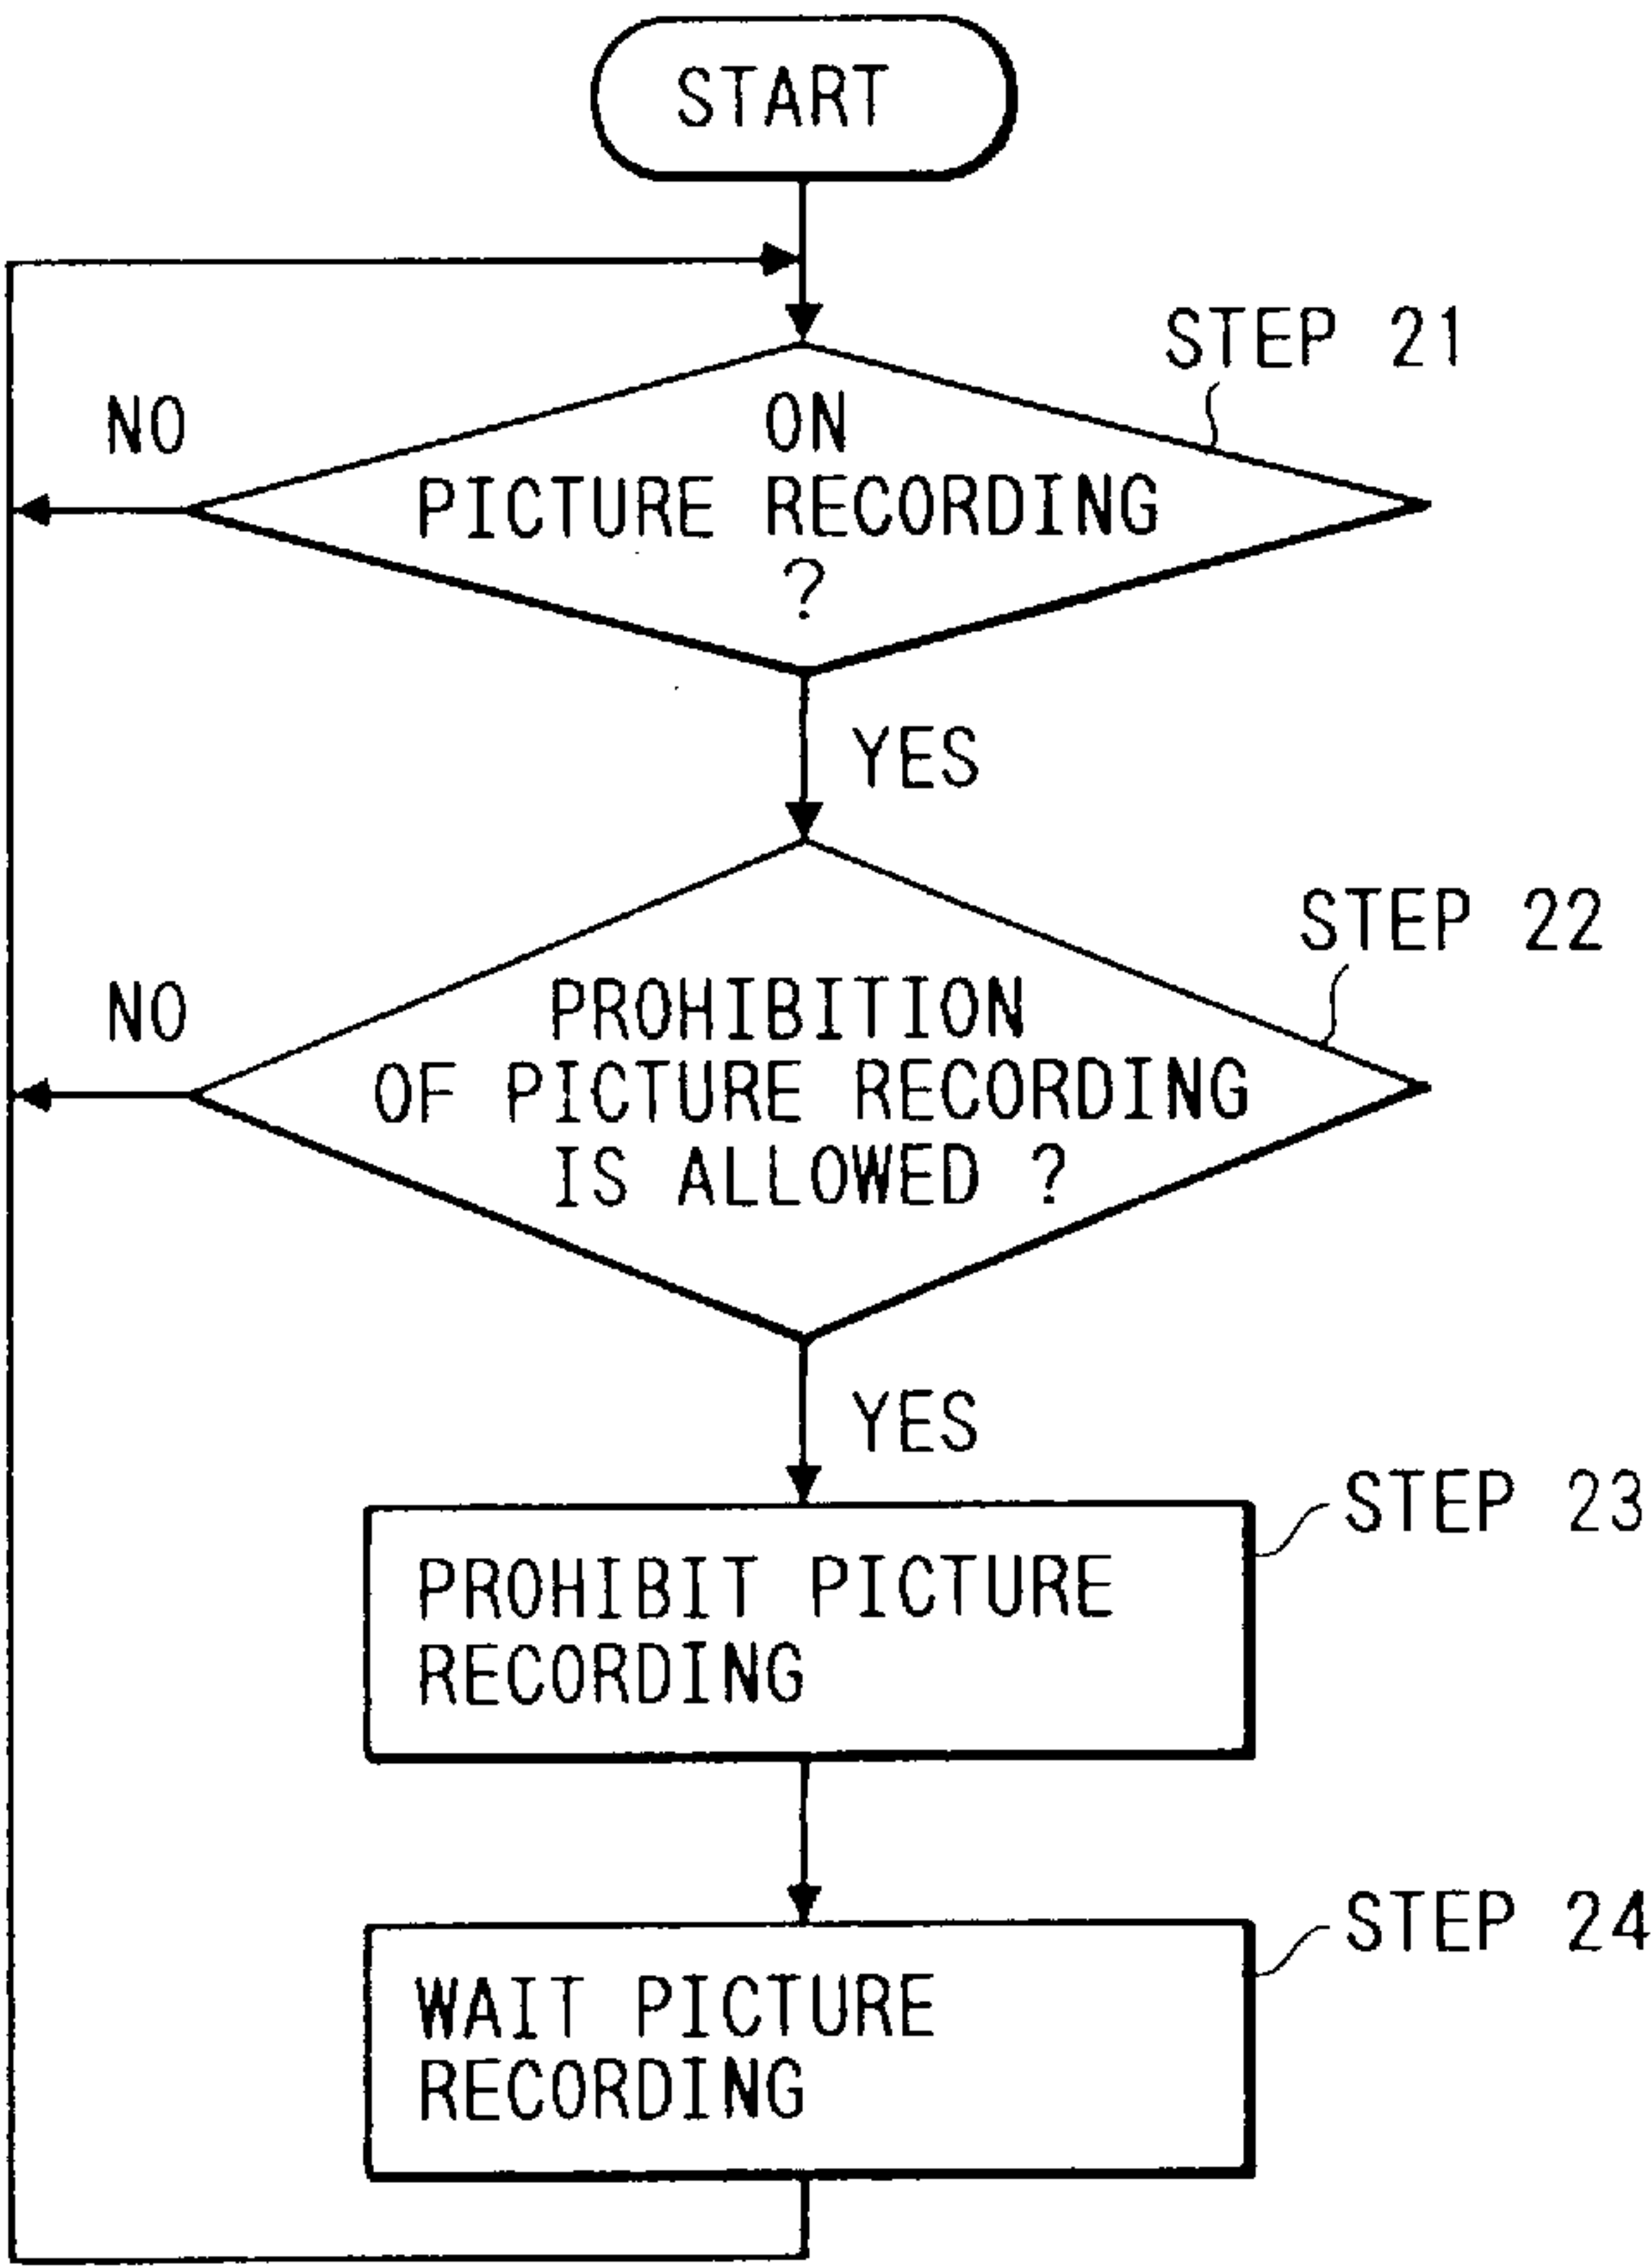 START
STEP 21
NO
ON
PICTURE RECORDING
?
YES
STEP 22
NO
PROHIBITION
OF PICTURE RECORDING
IS ALLOWED ?
YES
STEP 23
PROHIBIT PICTURE
RECORDING
STEP 24
WAIT PICTURE
RECORDING